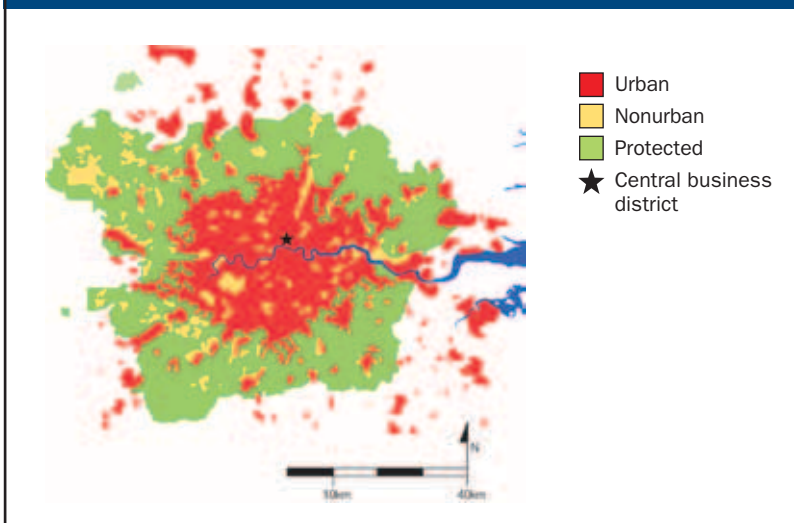 Urban
Nonurban
Protected
Central business
district
N
10km
40km